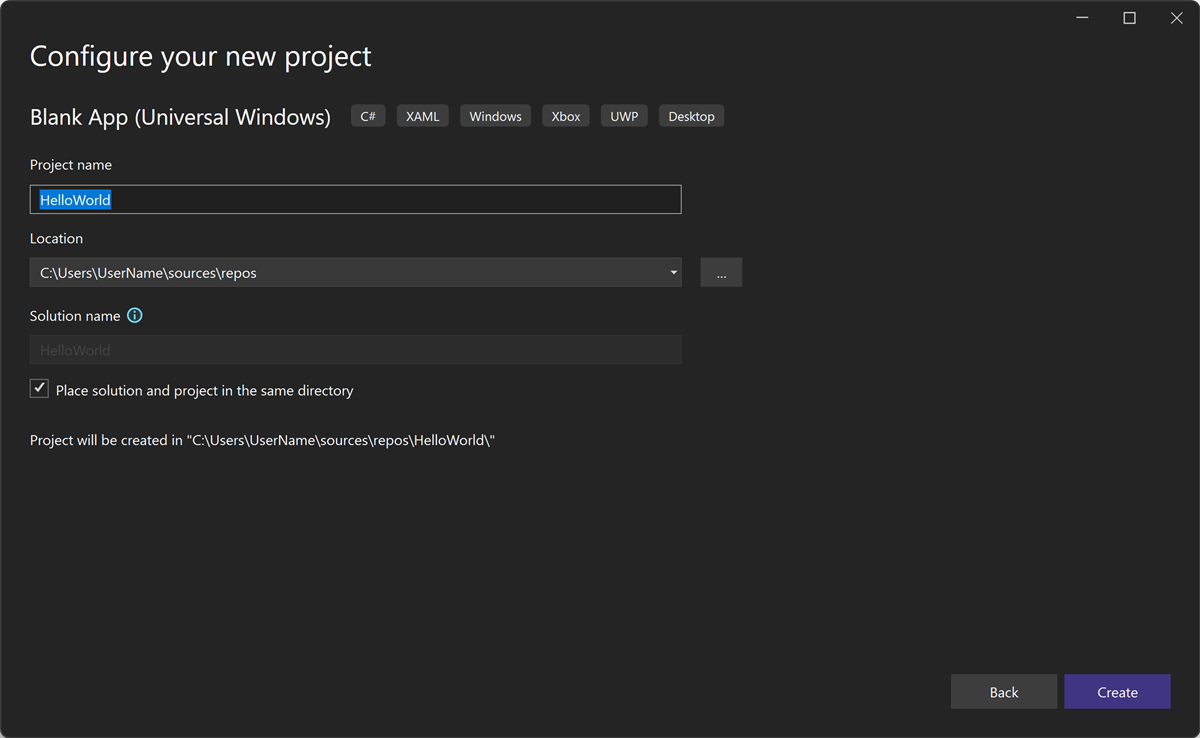 Configure your new project
Blank App (Universal Windows) C# XAML Windows Xbox UWP Desktop
Project name
HelloWorld
Location
C:\Users\UserName\sources\repos ...
Solution name
HelloWorld
Place solution and project in the same directory
Project will be created in "C:\Users\UserName\sources\repos\HelloWorld\"
Back Create